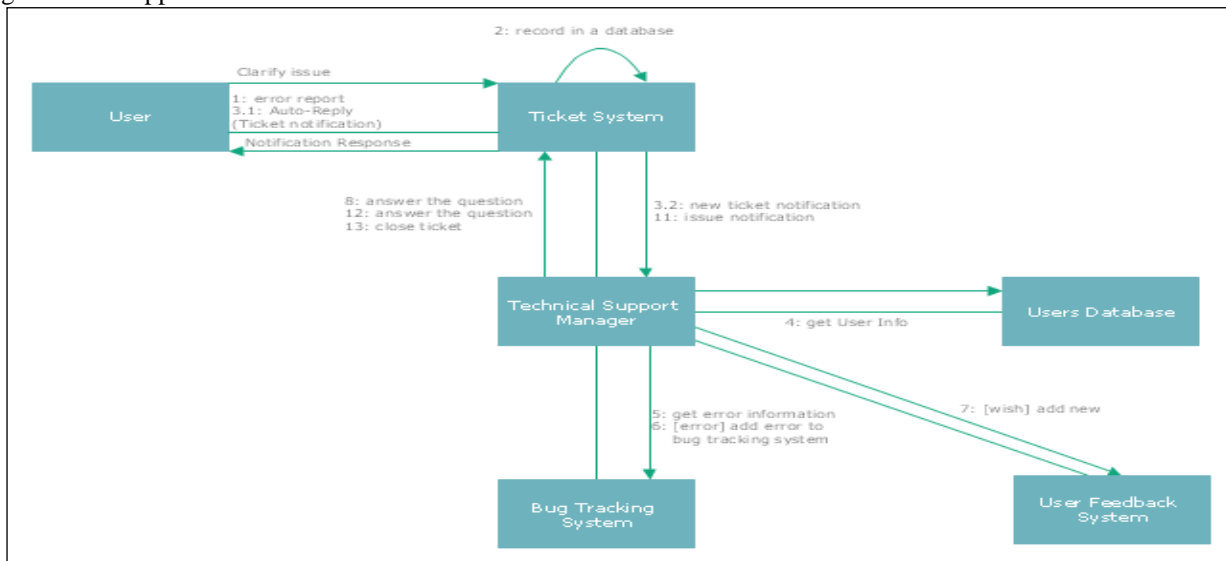 2: record in a database
Clarify issue
User
1: error report
3.1: Auto-Reply
(Ticket notification)
Notification Response
Ticket System
8: answer the question
12: answer the question
13: close ticket
3.2: new ticket notification
11: issue notification
Technical Support
Manager
4: get User Info
Users Database
5: get error information
6: [error] add error to
bug tracking system
7: [wish] add new
Bug Tracking
System
User Feedback
System